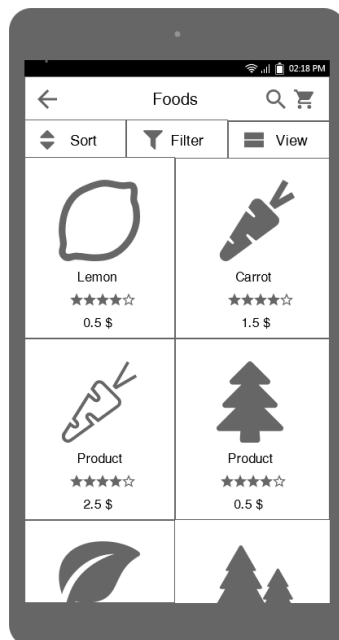 02:18 PM
Foods
Sort Filter View
Lemon Carrot
0.5 $ 1.5 $
Product Product
2.5 $ 0.5 $